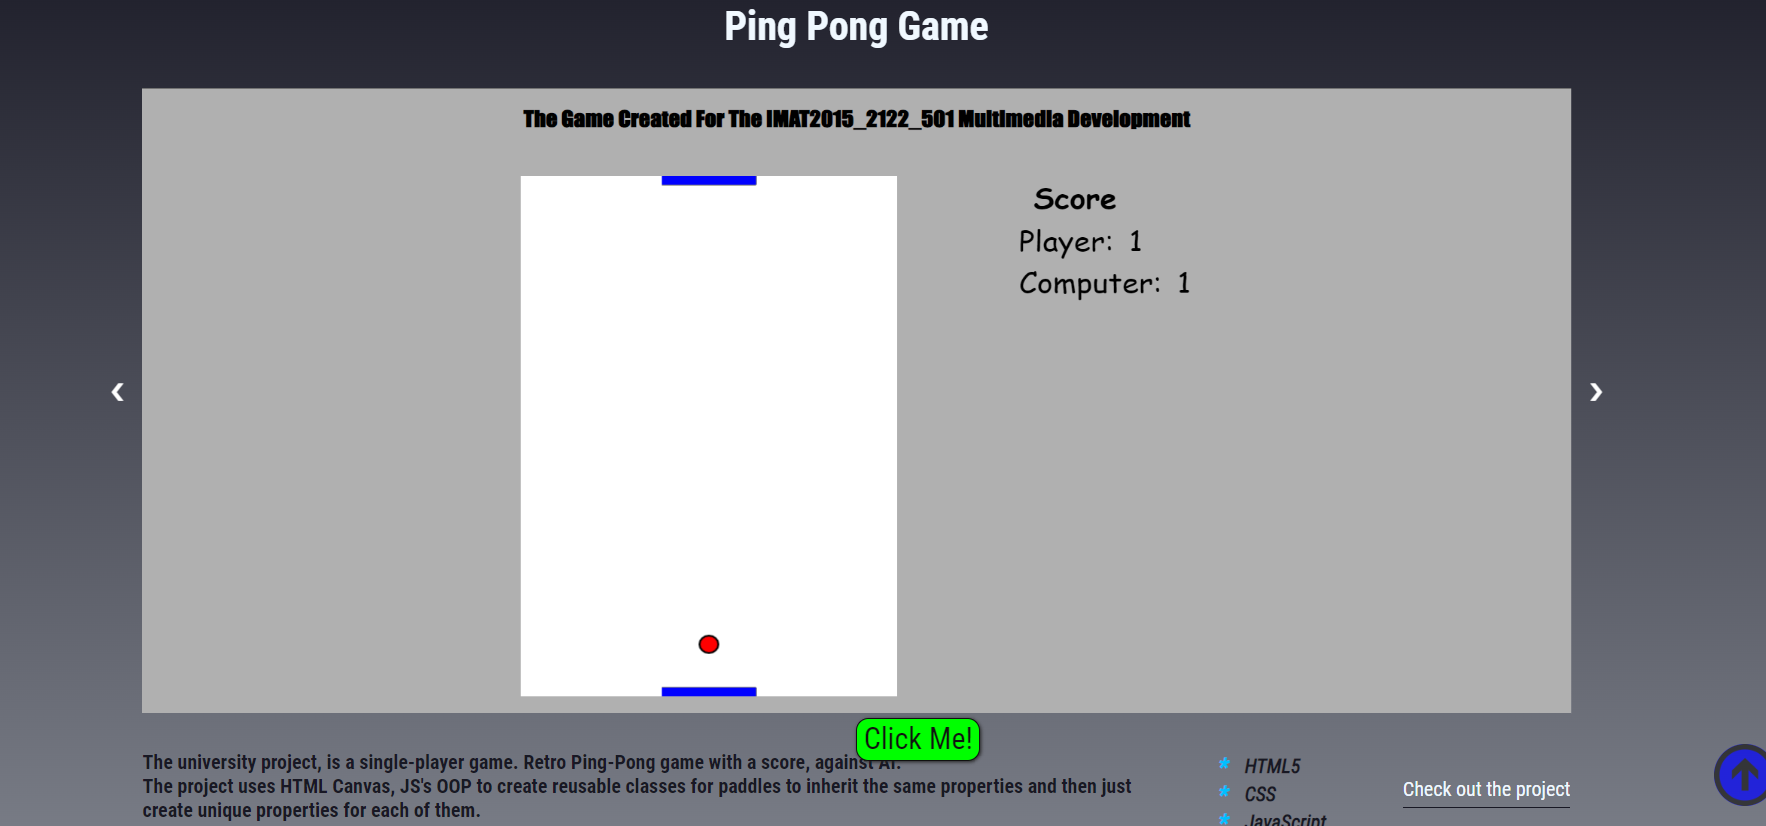 Ping Pong Game
The Game Created For The IMAT2015_2122_501 Multimedia Development
Score
Player: 1
Computer: 1
Click Me!
The university project, is a single-player game. Retro Ping-Pong game with a score, against AI.
The project uses HTML Canvas, JS's OOP to create reusable classes for paddles to inherit the same properties and then just
create unique properties for each of them.
* HTML5
* CSS
* JavaScript
Check out the project